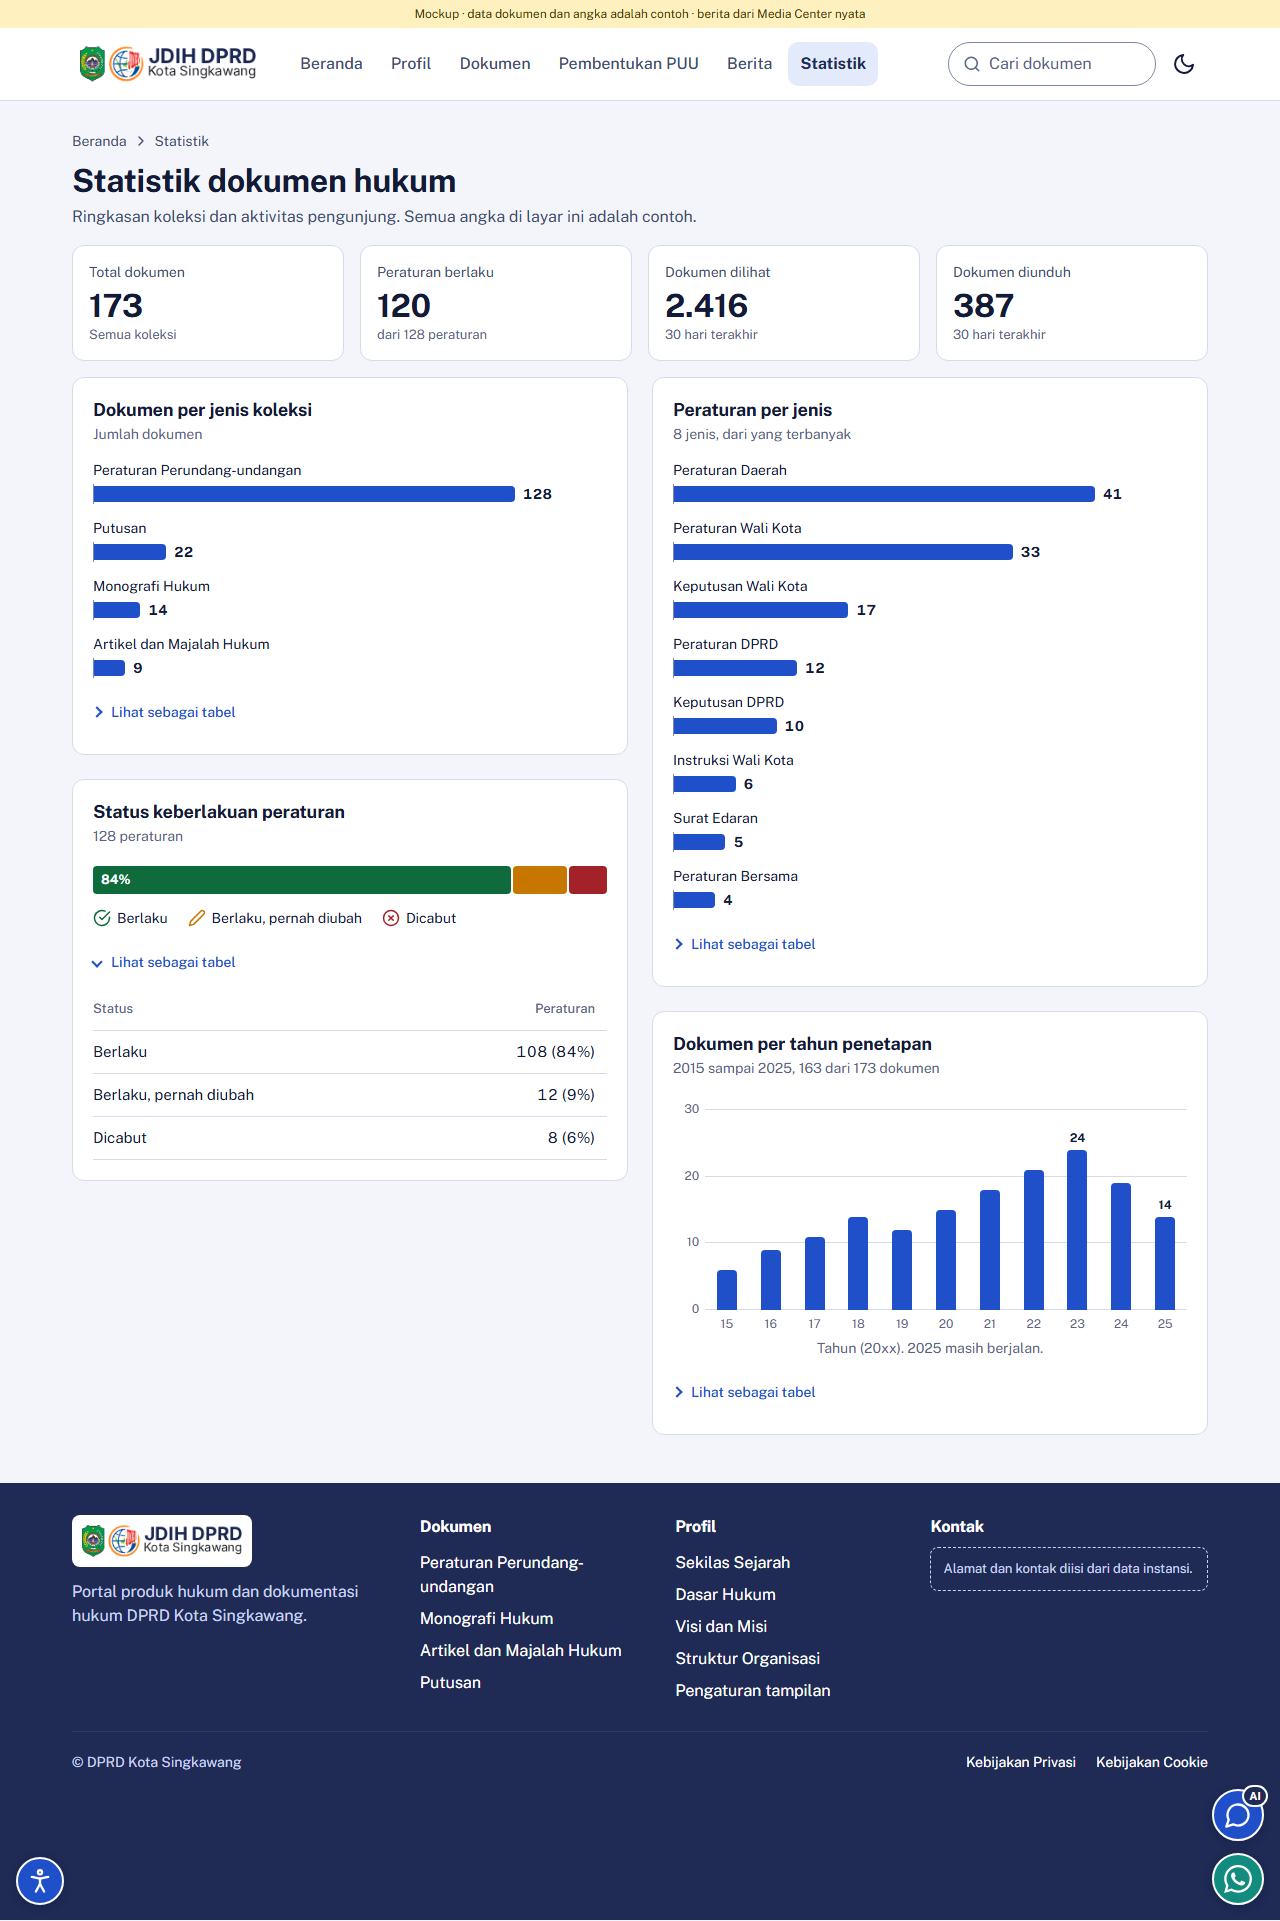 Mockup · data dokumen dan angka adalah contoh · berita dari Media Center nyata
JDIH DPRD
Kota Singkawang
Beranda
Profil
Dokumen
Pembentukan PUU
Berita
Statistik
Cari dokumen
Beranda
Statistik
Statistik dokumen hukum
Ringkasan koleksi dan aktivitas pengunjung. Semua angka di layar ini adalah contoh.
Total dokumen
173
Semua koleksi
Peraturan berlaku
120
dari 128 peraturan
Dokumen dilihat
2.416
30 hari terakhir
Dokumen diunduh
387
30 hari terakhir
Dokumen per jenis koleksi
Jumlah dokumen
Peraturan Perundang-undangan
128
Putusan
22
Monografi Hukum
14
Artikel dan Majalah Hukum
9
Lihat sebagai tabel
Status keberlakuan peraturan
128 peraturan
84%
Berlaku
Berlaku, pernah diubah
Dicabut
Lihat sebagai tabel
Status
Peraturan
Berlaku
108 (84%)
Berlaku, pernah diubah
12 (9%)
Dicabut
8 (6%)
Peraturan per jenis
8 jenis, dari yang terbanyak
Peraturan Daerah
41
Peraturan Wali Kota
33
Keputusan Wali Kota
17
Peraturan DPRD
12
Keputusan DPRD
10
Instruksi Wali Kota
6
Surat Edaran
5
Peraturan Bersama
4
Lihat sebagai tabel
Dokumen per tahun penetapan
2015 sampai 2025, 163 dari 173 dokumen
30
20
10
0
24
14
15 16 17 18 19 20 21 22 23 24 25
Tahun (20xx). 2025 masih berjalan.
Lihat sebagai tabel
JDIH DPRD
Kota Singkawang
Portal produk hukum dan dokumentasi
hukum DPRD Kota Singkawang.
Dokumen
Peraturan Perundang-
undangan
Monografi Hukum
Artikel dan Majalah Hukum
Putusan
Profil
Sekilas Sejarah
Dasar Hukum
Visi dan Misi
Struktur Organisasi
Pengaturan tampilan
Kontak
Alamat dan kontak diisi dari data instansi.
© DPRD Kota Singkawang
Kebijakan Privasi
Kebijakan Cookie
AI